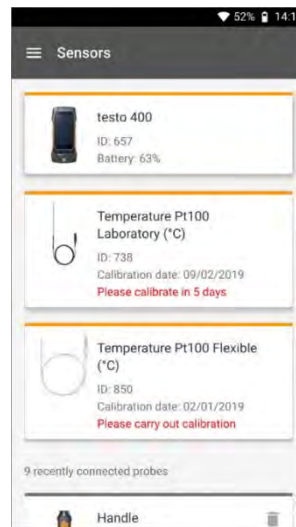 52% 14:1
Sensors
testo 400
ID: 657
Battery: 63%
Temperature Pt100
Laboratory (°C)
ID: 738
Calibration date: 09/02/2019
Please calibrate in 5 days
Temperature Pt100 Flexible
(°C)
ID: 850
Calibration date: 02/01/2019
Please carry out calibration
9 recently connected probes
Handle